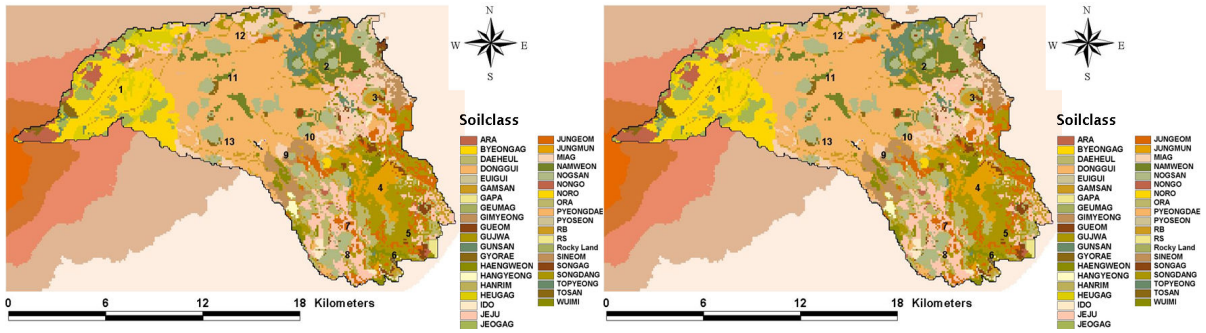 N
W E
S
12
2
11
1
3
13
10
9
4
7
5
8
6
Soilclass
ARA
BYEONGAG
DAEHEUL
DONGGUI
EUIGUI
GAMSAN
GAPA
GEUMAG
GIMYEONG
GUEOM
GUJWA
GUNSAN
GYORAE
HAENGWEON
HANGYEONG
HANRIM
HEUGAG
IDO
JEJU
JEOGAG
JUNGEOM
JUNGMUN
MIAG
NAMWEON
NOGSAN
NONGO
NORO
ORA
PYEONGDAE
PYOSEON
RB
RS
Rocky Land
SINEOM
SONGAG
SONGDANG
TOPYEONG
TOSAN
WUIMI
0 6 12 18 Kilometers
N
W E
S
12
2
11
1
3
13
10
9
4
7
5
8
6
Soilclass
ARA
BYEONGAG
DAEHEUL
DONGGUI
EUIGUI
GAMSAN
GAPA
GEUMAG
GIMYEONG
GUEOM
GUJWA
GUNSAN
GYORAE
HAENGWEON
HANGYEONG
HANRIM
HEUGAG
IDO
JEJU
JEOGAG
JUNGEOM
JUNGMUN
MIAG
NAMWEON
NOGSAN
NONGO
NORO
ORA
PYEONGDAE
PYOSEON
RB
RS
Rocky Land
SINEOM
SONGAG
SONGDANG
TOPYEONG
TOSAN
WUIMI
0 6 12 18 Kilometers